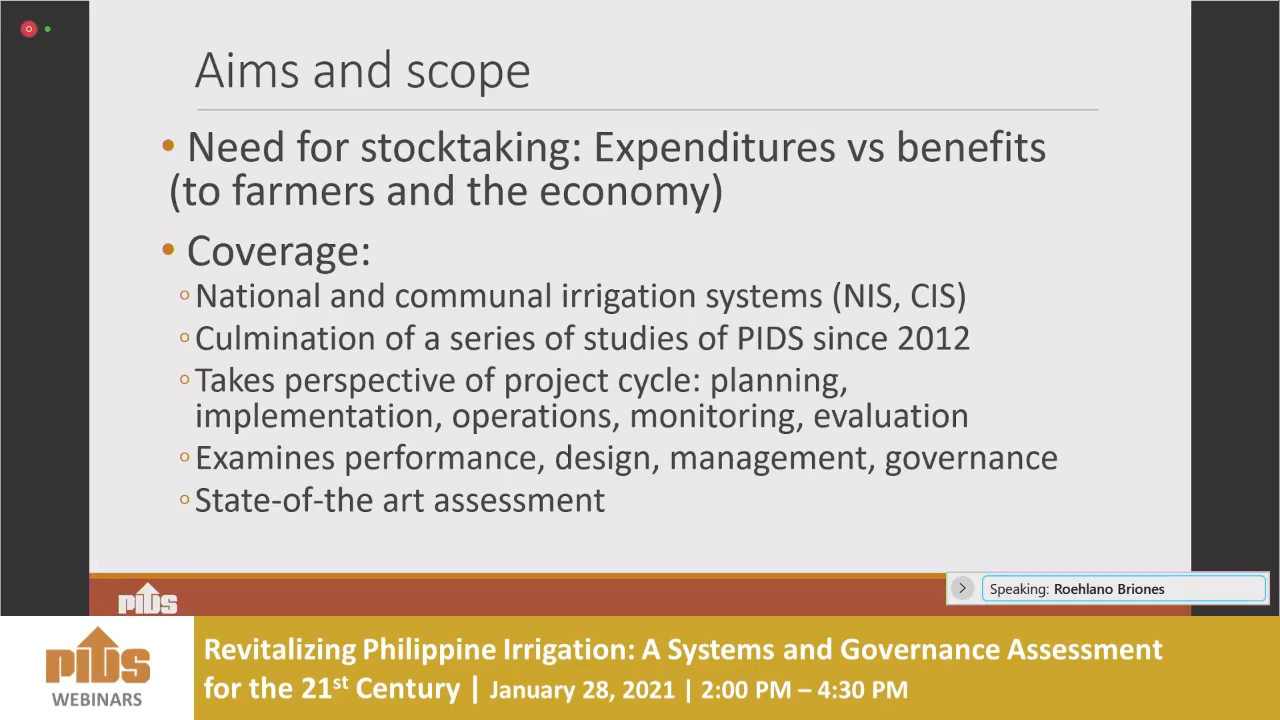 Aims and scope
• Need for stocktaking: Expenditures vs benefits
(to farmers and the economy)
• Coverage:
◦ National and communal irrigation systems (NIS, CIS)
◦ Culmination of a series of studies of PIDS since 2012
◦ Takes perspective of project cycle: planning,
implementation, operations, monitoring, evaluation
◦ Examines performance, design, management, governance
◦ State-of-the art assessment
PIDS
Speaking: Roehlano Briones
PIDS
WEBINARS
Revitalizing Philippine Irrigation: A Systems and Governance Assessment
for the 21st Century | January 28, 2021 | 2:00 PM – 4:30 PM